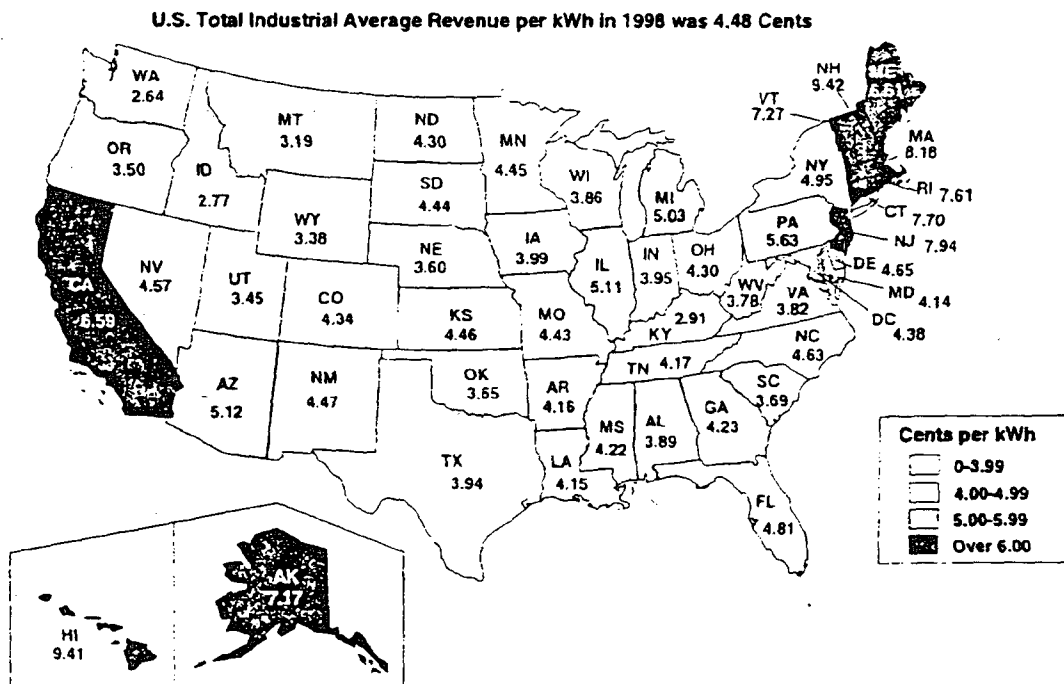 U.S. Total Industrial Average Revenue per kWh in 1998 was 4.48 Cents
WA
2.64
OR
3.50
CA
6.59
ID
2.77
NV
4.57
MT
3.19
WY
3.38
UT
3.45
AZ
5.12
CO
4.34
NM
4.47
ND
4.30
SD
4.44
NE
3.60
KS
4.46
OK
3.65
TX
3.94
MN
4.45
IA
3.99
MO
4.43
AR
4.16
LA
4.15
WI
3.86
IL
5.11
MI
5.03
IN
3.95
OH
4.30
KY
2.91
TN 4.17
MS
4.22
AL
3.89
GA
4.23
FL
4.81
SC
3.69
NC
4.63
VA
3.82
WV
3.78
PA
5.63
NY
4.95
VT
7.27
NH
9.42
ME
6.61
MA
8.18
RI
7.61
CT
7.70
NJ
7.94
DE
4.65
MD
4.14
DC
4.38
AK
7.17
HI
9.41
Cents per kWh
0-3.99
4.00-4.99
5.00-5.99
Over 6.00